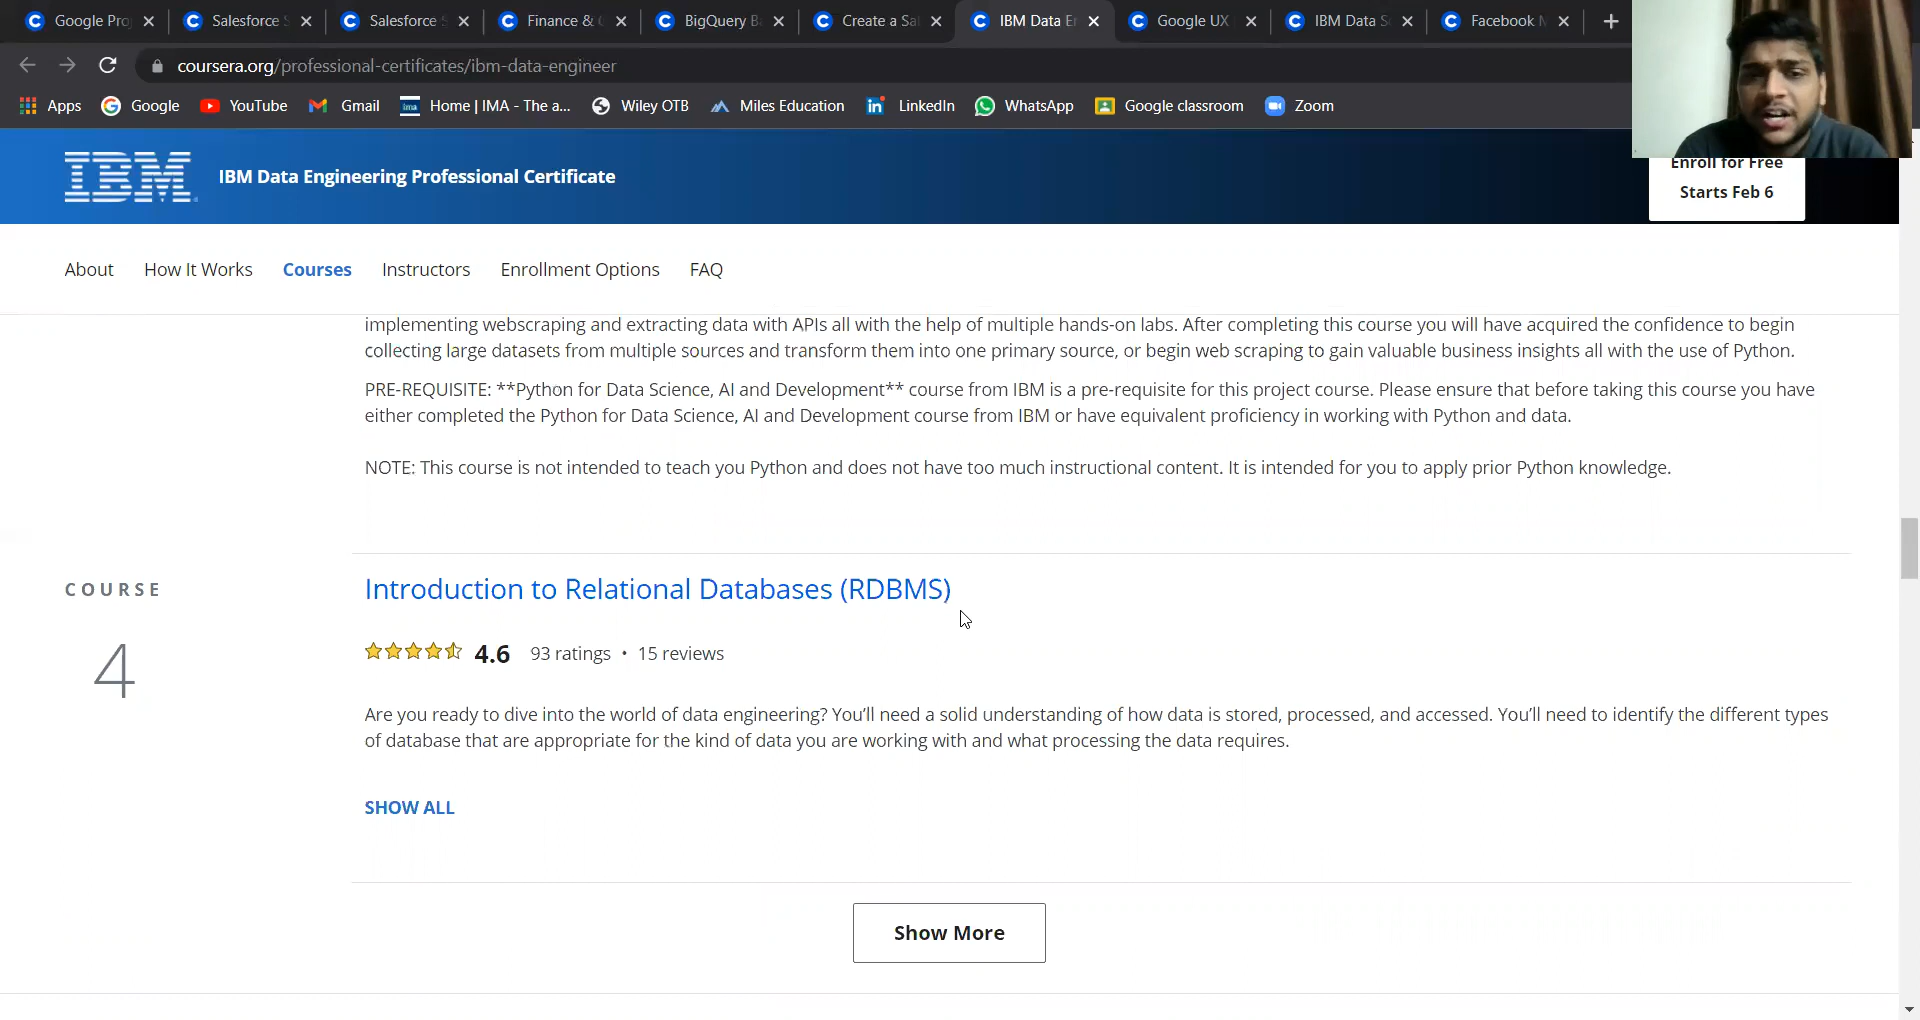 Google Pro
Salesforce S
Salesforce S
Finance &
BigQuery B
Create a Sal
IBM Data E
Google UX
IBM Data S
Facebook M
coursera.org/professional-certificates/ibm-data-engineer
Apps
Google
YouTube
Gmail
Home | IMA - The a...
Wiley OTB
Miles Education
LinkedIn
WhatsApp
Google classroom
Zoom
IBM
IBM Data Engineering Professional Certificate
Enroll for Free
Starts Feb 6
About
How It Works
Courses
Instructors
Enrollment Options
FAQ
implementing webscraping and extracting data with APIs all with the help of multiple hands-on labs. After completing this course you will have acquired the confidence to begin
collecting large datasets from multiple sources and transform them into one primary source, or begin web scraping to gain valuable business insights all with the use of Python.
PRE-REQUISITE: **Python for Data Science, AI and Development** course from IBM is a pre-requisite for this project course. Please ensure that before taking this course you have
either completed the Python for Data Science, AI and Development course from IBM or have equivalent proficiency in working with Python and data.
NOTE: This course is not intended to teach you Python and does not have too much instructional content. It is intended for you to apply prior Python knowledge.
COURSE
4
Introduction to Relational Databases (RDBMS)
4.6 93 ratings • 15 reviews
Are you ready to dive into the world of data engineering? You’ll need a solid understanding of how data is stored, processed, and accessed. You’ll need to identify the different types
of database that are appropriate for the kind of data you are working with and what processing the data requires.
SHOW ALL
Show More